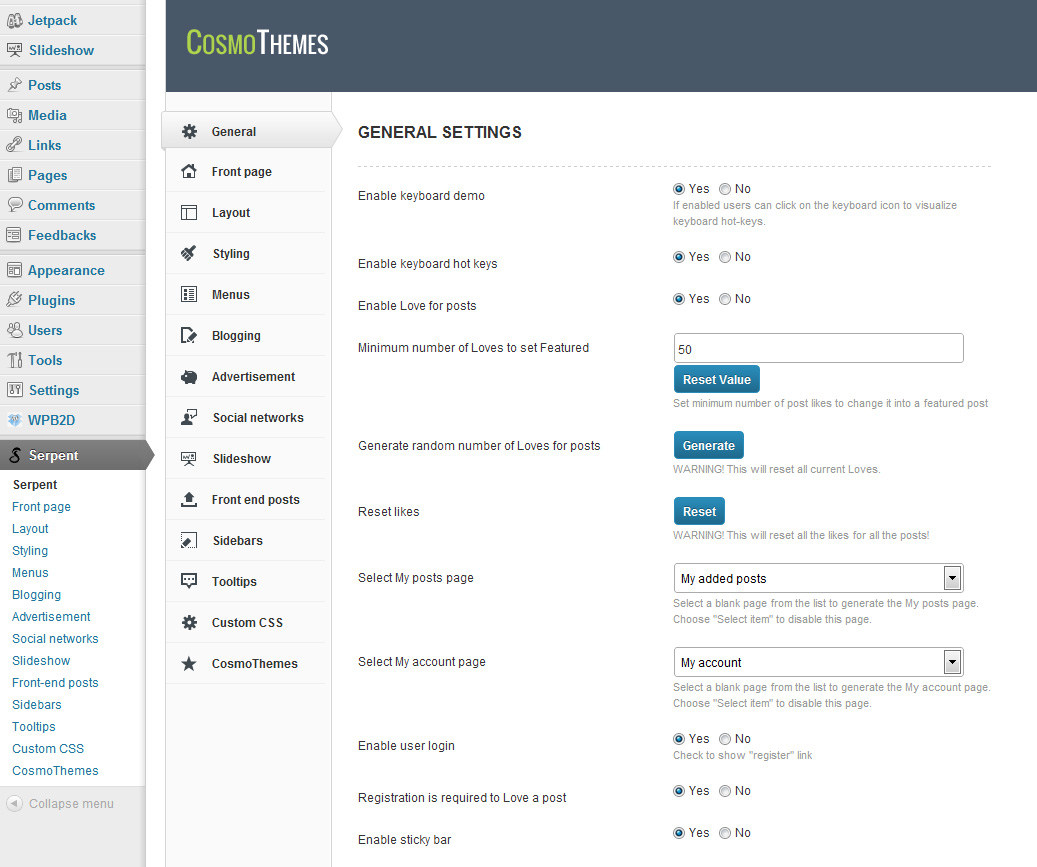 Jetpack
Slideshow
Posts
Media
Links
Pages
Comments
Feedbacks
Appearance
Plugins
Users
Tools
Settings
WPB2D
Serpent
Serpent
Front page
Layout
Styling
Menus
Blogging
Advertisement
Social networks
Slideshow
Front-end posts
Sidebars
Tooltips
Custom CSS
CosmoThemes
Collapse menu
COSMOTHEMES
General
Front page
Layout
Styling
Menus
Blogging
Advertisement
Social networks
Slideshow
Front end posts
Sidebars
Tooltips
Custom CSS
CosmoThemes
GENERAL SETTINGS
Enable keyboard demo
Yes No
If enabled users can click on the keyboard icon to visualize
keyboard hot-keys.
Enable keyboard hot keys
Yes No
Enable Love for posts
Yes No
Minimum number of Loves to set Featured
50
Reset Value
Set minimum number of post likes to change it into a featured post
Generate random number of Loves for posts
Generate
WARNING! This will reset all current Loves.
Reset likes
Reset
WARNING! This will reset all the likes for all the posts!
Select My posts page
My added posts
Select a blank page from the list to generate the My posts page.
Choose "Select item" to disable this page.
Select My account page
My account
Select a blank page from the list to generate the My account page.
Choose "Select item" to disable this page.
Enable user login
Yes No
Check to show "register" link
Registration is required to Love a post
Yes No
Enable sticky bar
Yes No